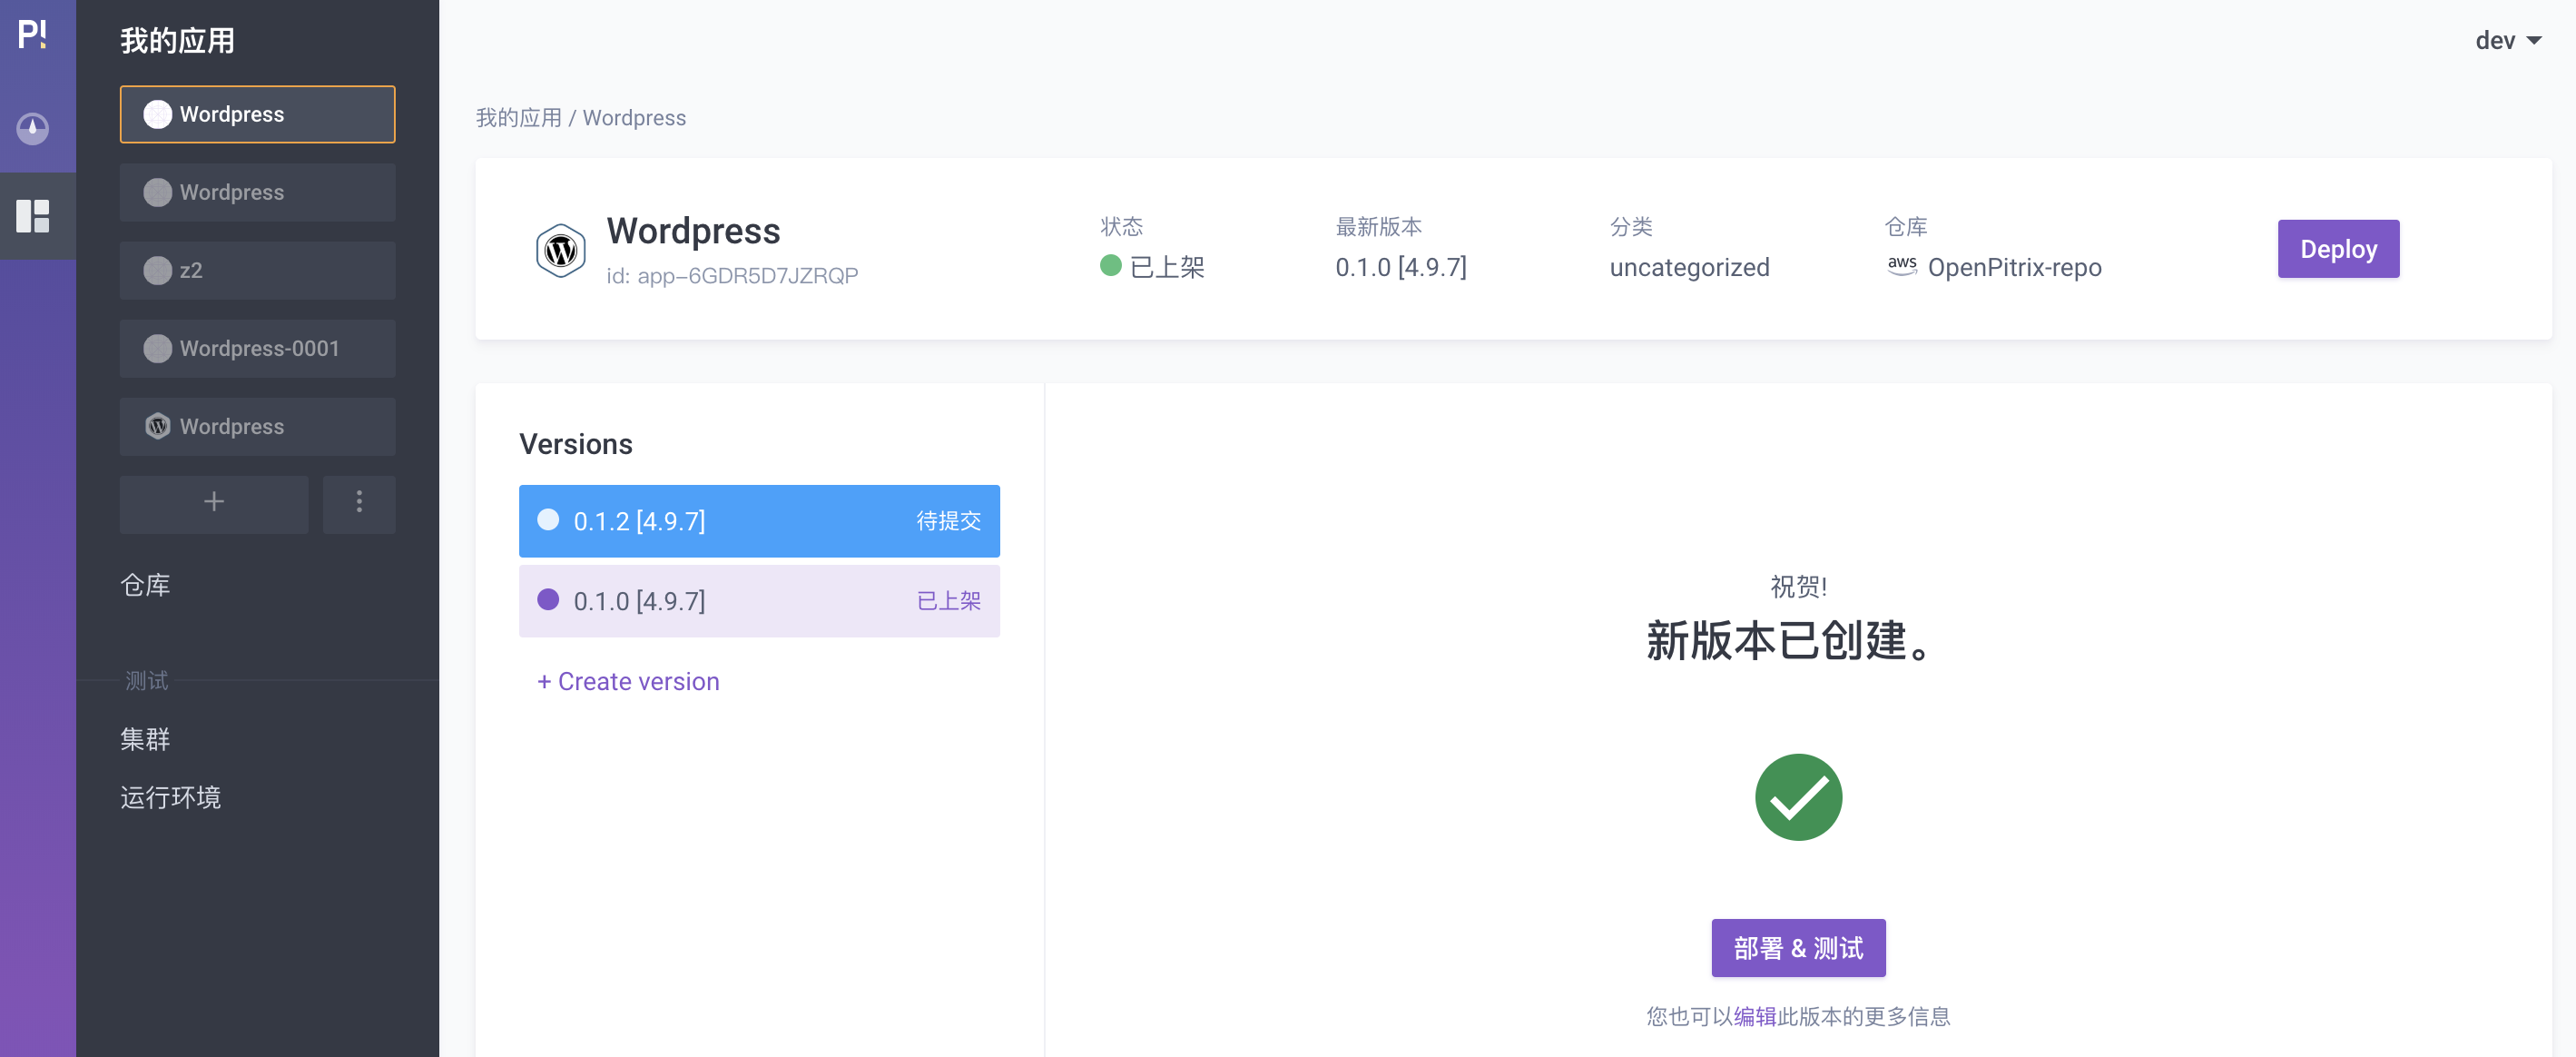 P!
我的应用
Wordpress
Wordpress
z2
Wordpress-0001
Wordpress
+
仓库
测试
集群
运行环境
dev
我的应用 / Wordpress
Wordpress
id: app-6GDR5D7JZRQP
状态
已上架
最新版本
0.1.0 [4.9.7]
分类
uncategorized
仓库
aws OpenPitrix-repo
Deploy
Versions
0.1.2 [4.9.7] 待提交
0.1.0 [4.9.7] 已上架
+ Create version
祝贺!
新版本已创建。
部署 & 测试
您也可以编辑此版本的更多信息